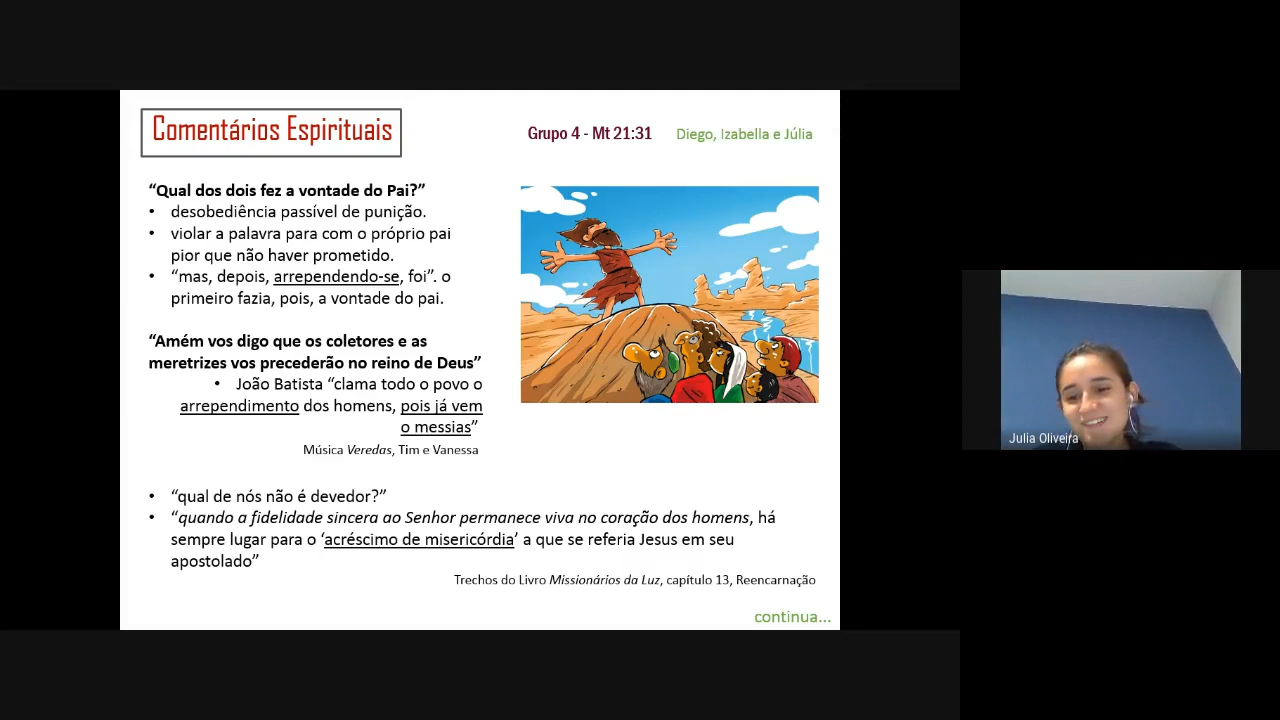 Comentários Espirituais
Grupo 4 - Mt 21:31
Diego, Izabella e Júlia
“Qual dos dois fez a vontade do Pai?”
• desobediência passível de punição.
• violar a palavra para com o próprio pai
pior que não haver prometido.
• “mas, depois, arrependendo-se, foi”. o
primeiro fazia, pois, a vontade do pai.
“Amém vos digo que os coletores e as
meretrizes vos precederão no reino de Deus”
• João Batista “clama todo o povo o
arrependimento dos homens, pois já vem
o messias”
Música Veredas, Tim e Vanessa
• “qual de nós não é devedor?”
• “quando a fidelidade sincera ao Senhor permanece viva no coração dos homens, há
sempre lugar para o ‘acréscimo de misericórdia’ a que se referia Jesus em seu
apostolado”
Trechos do Livro Missionários da Luz, capítulo 13, Reencarnação
continua...
Julia Oliveira